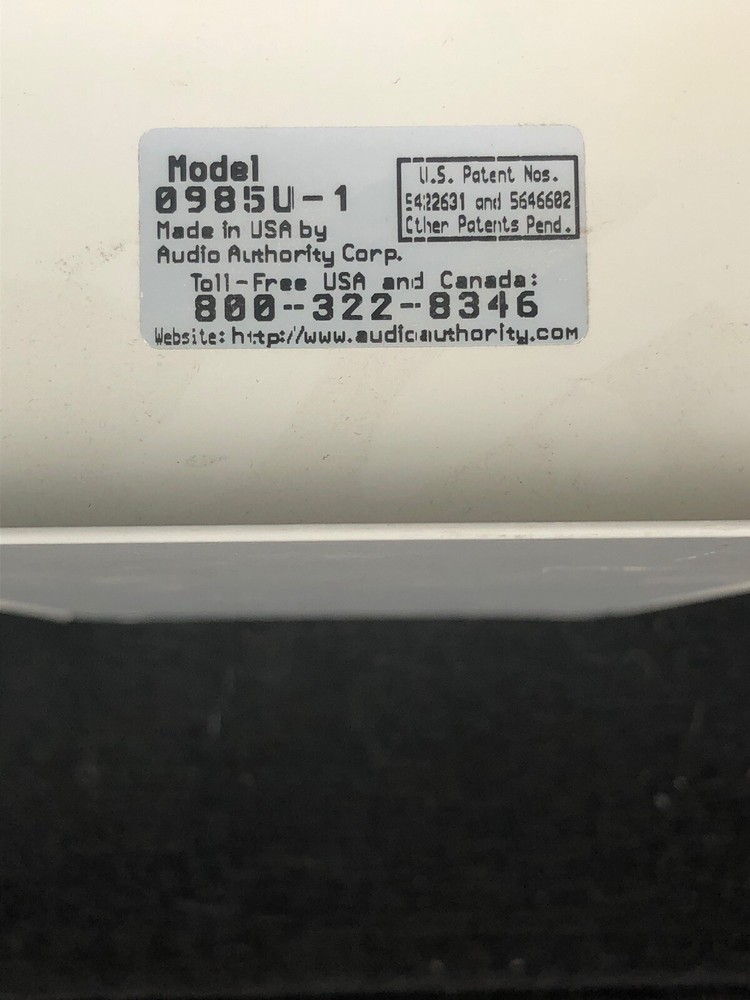 Model
0985U-1
Made in USA by
Audio Authority Corp.
U.S. Patent Nos.
5422631 and 5646602
Other Patents Pend.
Toll-Free USA and Canada:
800-322-8346
Website: http://www.audioauthority.com